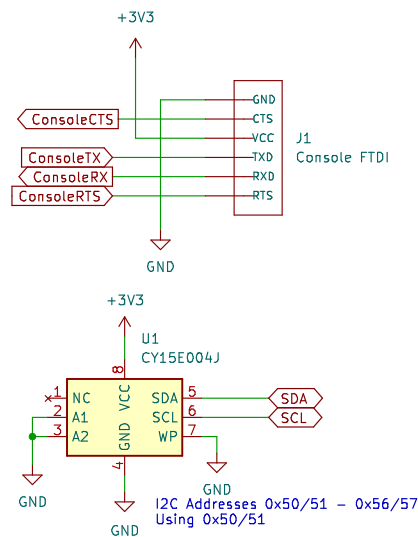 +3V3
GND
ConsoleCTS
CTS
VCC
J1
ConsoleTX
TXD
Console FTDI
ConsoleRX
RXD
ConsoleRTS
RTS
GND
+3V3
U1
CY15E004J
8
VCC
1
NC
SDA
5
SDA
2
A1
SCL
6
SCL
3
A2
GND
WP
7
4
GND
GND
GND
I2C Addresses 0x50/51 - 0x56/57
Using 0x50/51